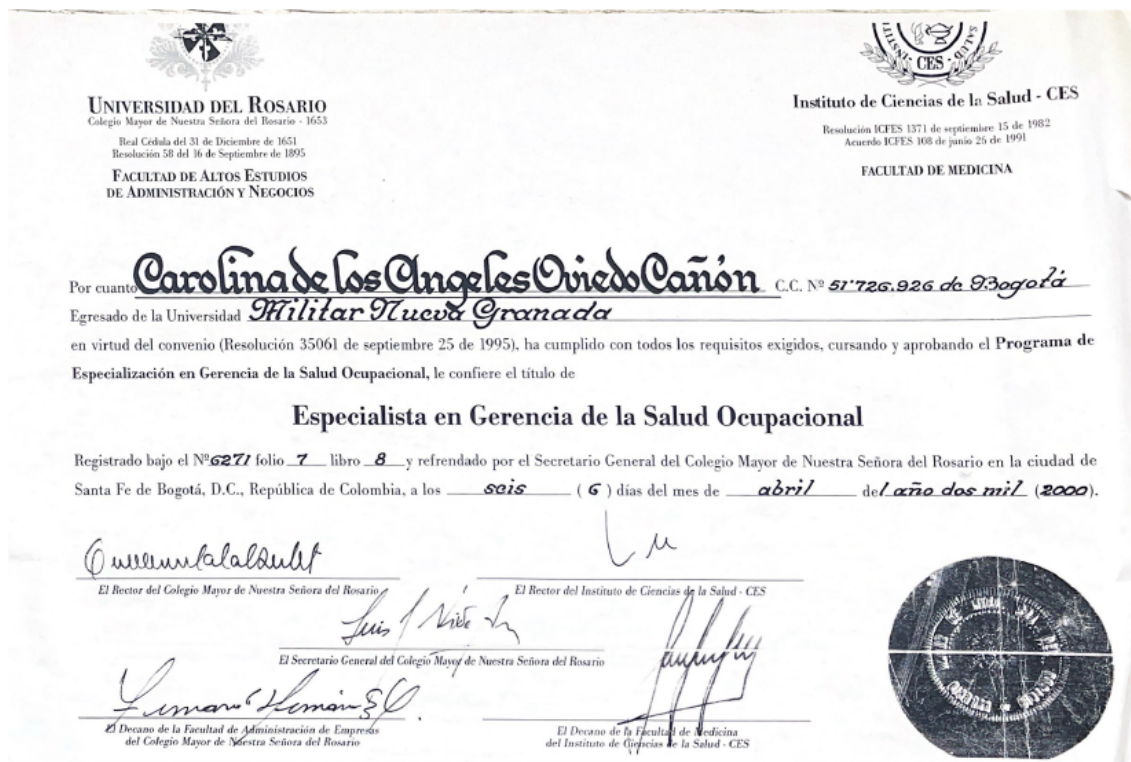 UNIVERSIDAD DEL ROSARIO
Colegio Mayor de Nuestra Señora del Rosario - 1653
Real Cédula del 31 de Diciembre de 1651
Resolución 58 del 16 de Septiembre de 1895
FACULTAD DE ALTOS ESTUDIOS
DE ADMINISTRACIÓN Y NEGOCIOS
CES
Instituto de Ciencias de la Salud - CES
Resolución ICFES 1371 de septiembre 15 de 1982
Acuerdo ICFES 108 de junio 26 de 1991
FACULTAD DE MEDICINA
Por cuanto Carolina de los Angeles Oviedo Cañón C.C. Nº 51'726.926 de Bogotá
Egresado de la Universidad Militar Nueva Granada
en virtud del convenio (Resolución 35061 de septiembre 25 de 1995), ha cumplido con todos los requisitos exigidos, cursando y aprobando el Programa de
Especialización en Gerencia de la Salud Ocupacional, le confiere el título de
Especialista en Gerencia de la Salud Ocupacional
Registrado bajo el Nº 6271 folio 7 libro 8 y refrendado por el Secretario General del Colegio Mayor de Nuestra Señora del Rosario en la ciudad de
Santa Fe de Bogotá, D.C., República de Colombia, a los seis ( 6 ) días del mes de abril del año dos mil (2000).
El Rector del Colegio Mayor de Nuestra Señora del Rosario
El Rector del Instituto de Ciencias de la Salud - CES
El Secretario General del Colegio Mayor de Nuestra Señora del Rosario
El Decano de la Facultad de Administración de Empresas
del Colegio Mayor de Nuestra Señora del Rosario
El Decano de la Facultad de Medicina
del Instituto de Ciencias de la Salud - CES